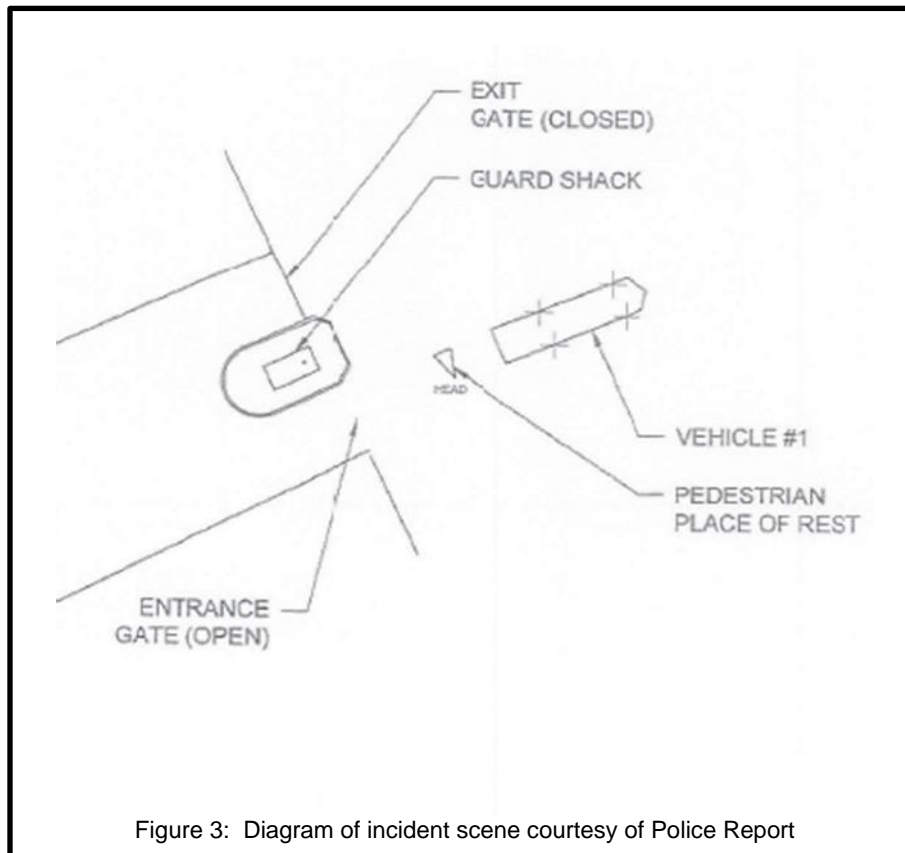 EXIT
GATE (CLOSED)
GUARD SHACK
HEAD
VEHICLE #1
PEDESTRIAN
PLACE OF REST
ENTRANCE
GATE (OPEN)
Figure 3: Diagram of incident scene courtesy of Police Report